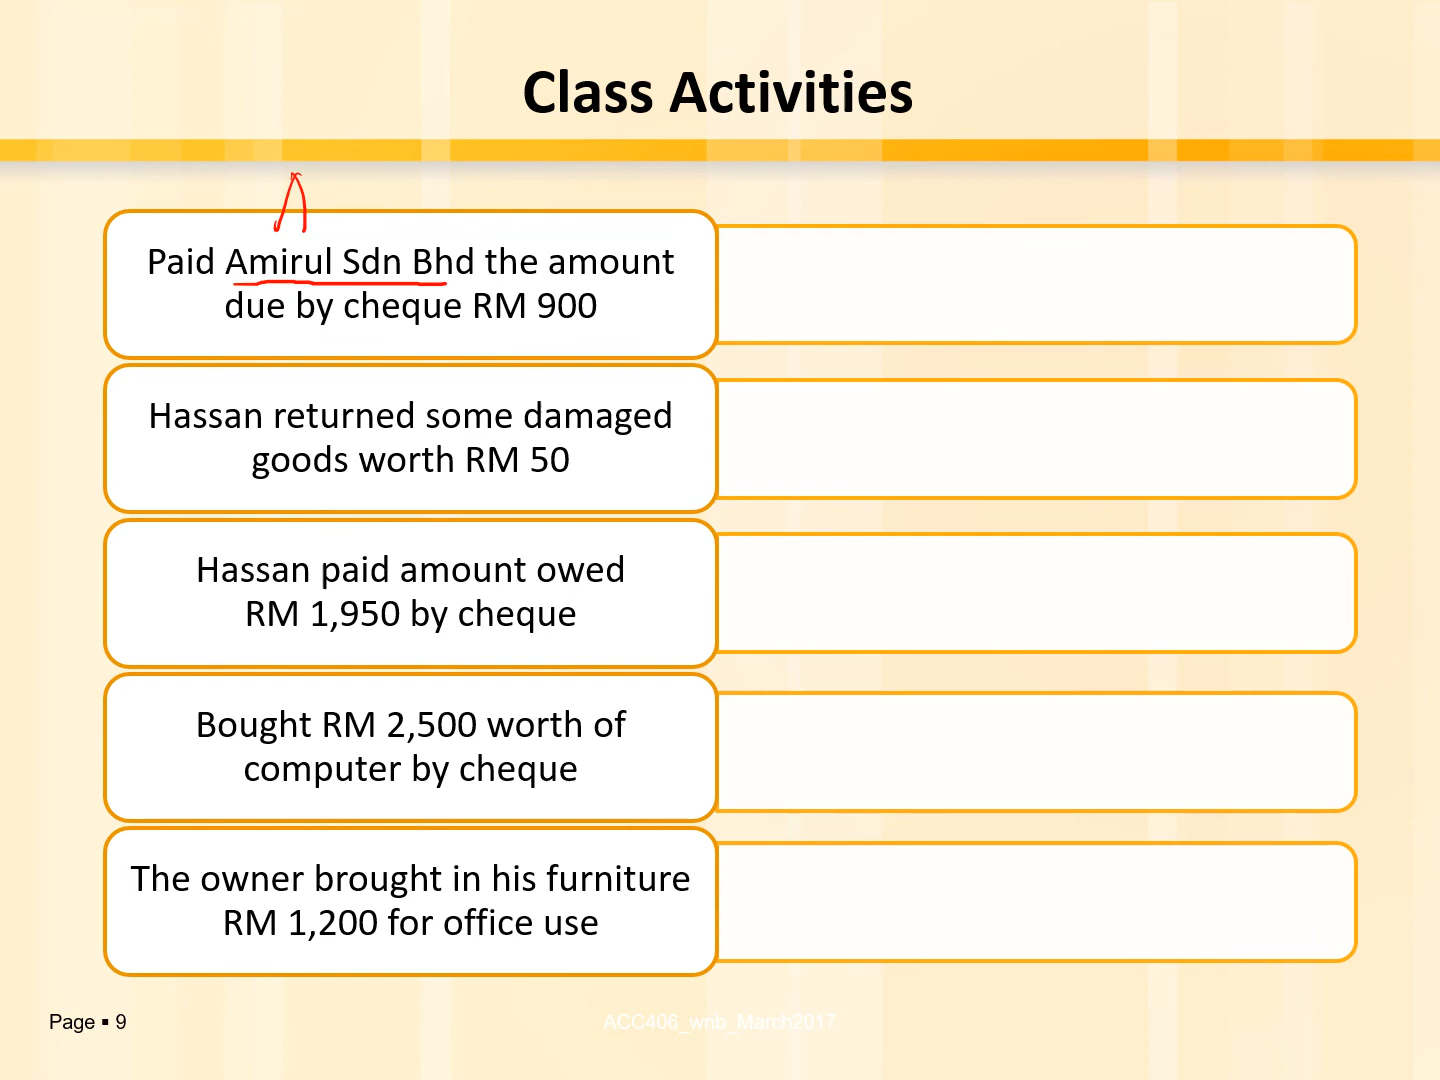 Class Activities
Paid Amirul Sdn Bhd the amount
due by cheque RM 900
Hassan returned some damaged
goods worth RM 50
Hassan paid amount owed
RM 1,950 by cheque
Bought RM 2,500 worth of
computer by cheque
The owner brought in his furniture
RM 1,200 for office use
Page ▪ 9
ACC406_wnb_March2017